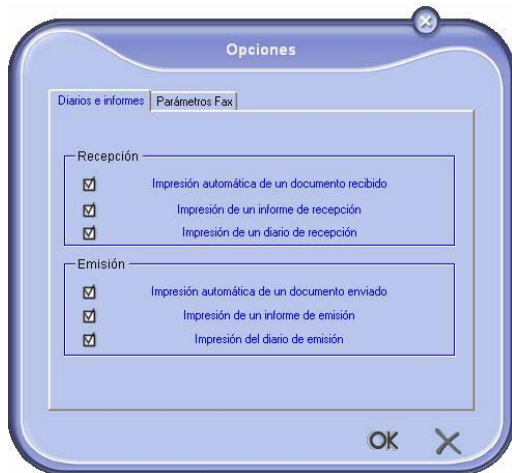 Opciones
Diarios e informes
Parámetros Fax
Recepción
Impresión automática de un documento recibido
Impresión de un informe de recepción
Impresión de un diario de recepción
Emisión
Impresión automática de un documento enviado
Impresión de un informe de emisión
Impresión del diario de emisión
OK